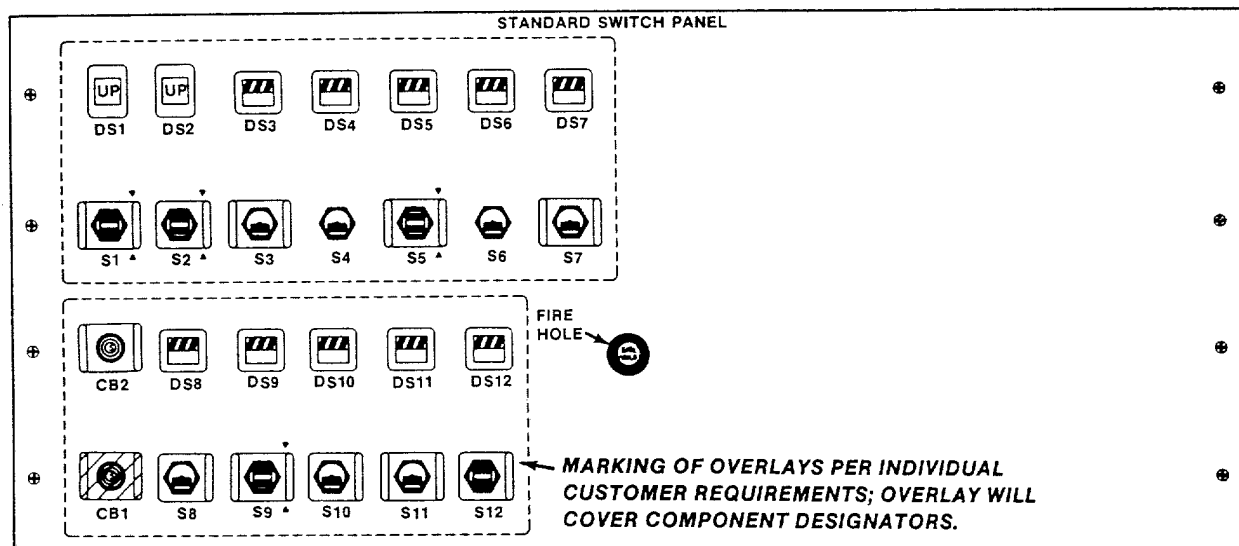 STANDARD SWITCH PANEL
UP UP
DS1 DS2 DS3 DS4 DS5 DS6 DS7
S1 S2 S3 S4 S5 S6 S7
FIRE
HOLE
CB2 DS8 DS9 DS10 DS11 DS12
CB1 S8 S9 S10 S11 S12
MARKING OF OVERLAYS PER INDIVIDUAL
CUSTOMER REQUIREMENTS; OVERLAY WILL
COVER COMPONENT DESIGNATORS.